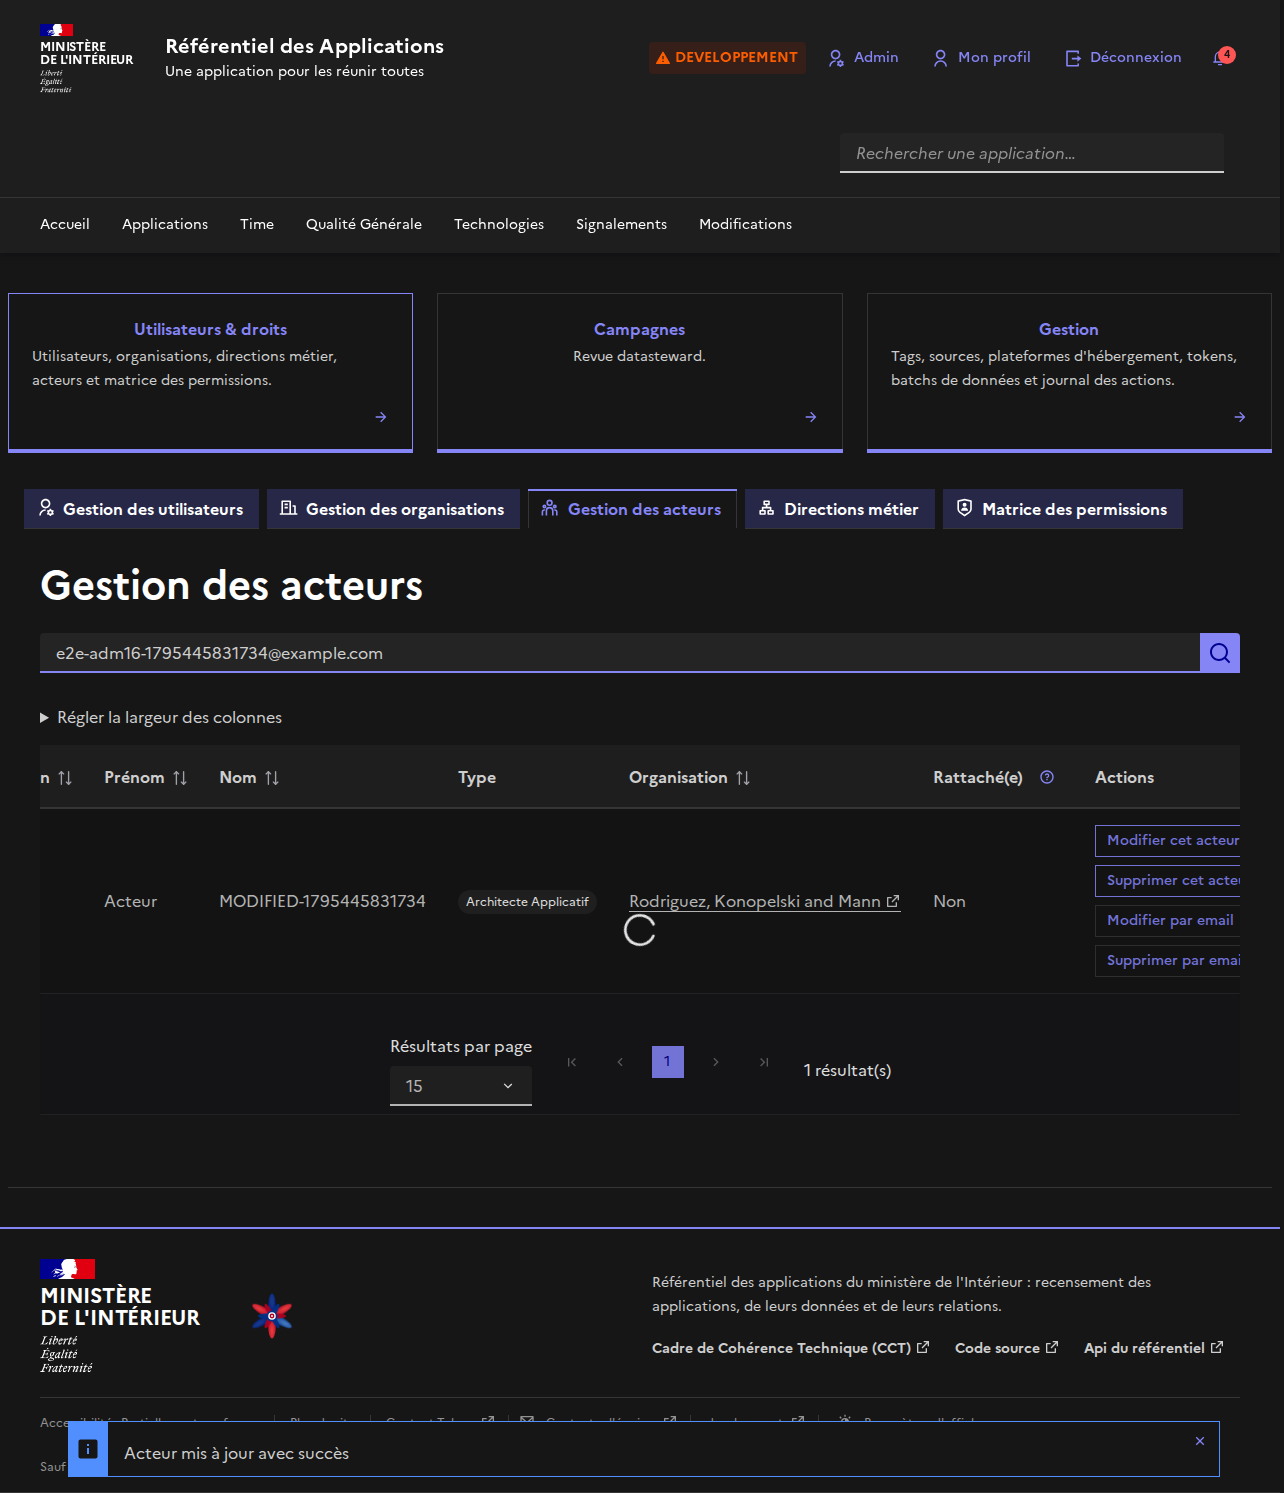 MINISTÈRE
DE L'INTÉRIEUR
Liberté
Égalité
Fraternité
Référentiel des Applications
Une application pour les réunir toutes
DEVELOPPEMENT
Admin
Mon profil
Déconnexion
4
Rechercher une application...
Accueil
Applications
Time
Qualité Générale
Technologies
Signalements
Modifications
Utilisateurs & droits
Utilisateurs, organisations, directions métier,
acteurs et matrice des permissions.
Campagnes
Revue datasteward.
Gestion
Tags, sources, plateformes d'hébergement, tokens,
batchs de données et journal des actions.
Gestion des utilisateurs
Gestion des organisations
Gestion des acteurs
Directions métier
Matrice des permissions
Gestion des acteurs
e2e-adm16-1795445831734@example.com
Régler la largeur des colonnes
n
Prénom
Nom
Type
Organisation
Rattaché(e)
Actions
Acteur
MODIFIED-1795445831734
Architecte Applicatif
Rodriguez, Konopelski and Mann
Non
Modifier cet acteur
Supprimer cet acteu
Modifier par email
Supprimer par emai
Résultats par page
15
1
1 résultat(s)
MINISTÈRE
DE L'INTÉRIEUR
Liberté
Égalité
Fraternité
Référentiel des applications du ministère de l'Intérieur : recensement des
applications, de leurs données et de leurs relations.
Cadre de Cohérence Technique (CCT)
Code source
Api du référentiel
Sauf
Acteur mis à jour avec succès